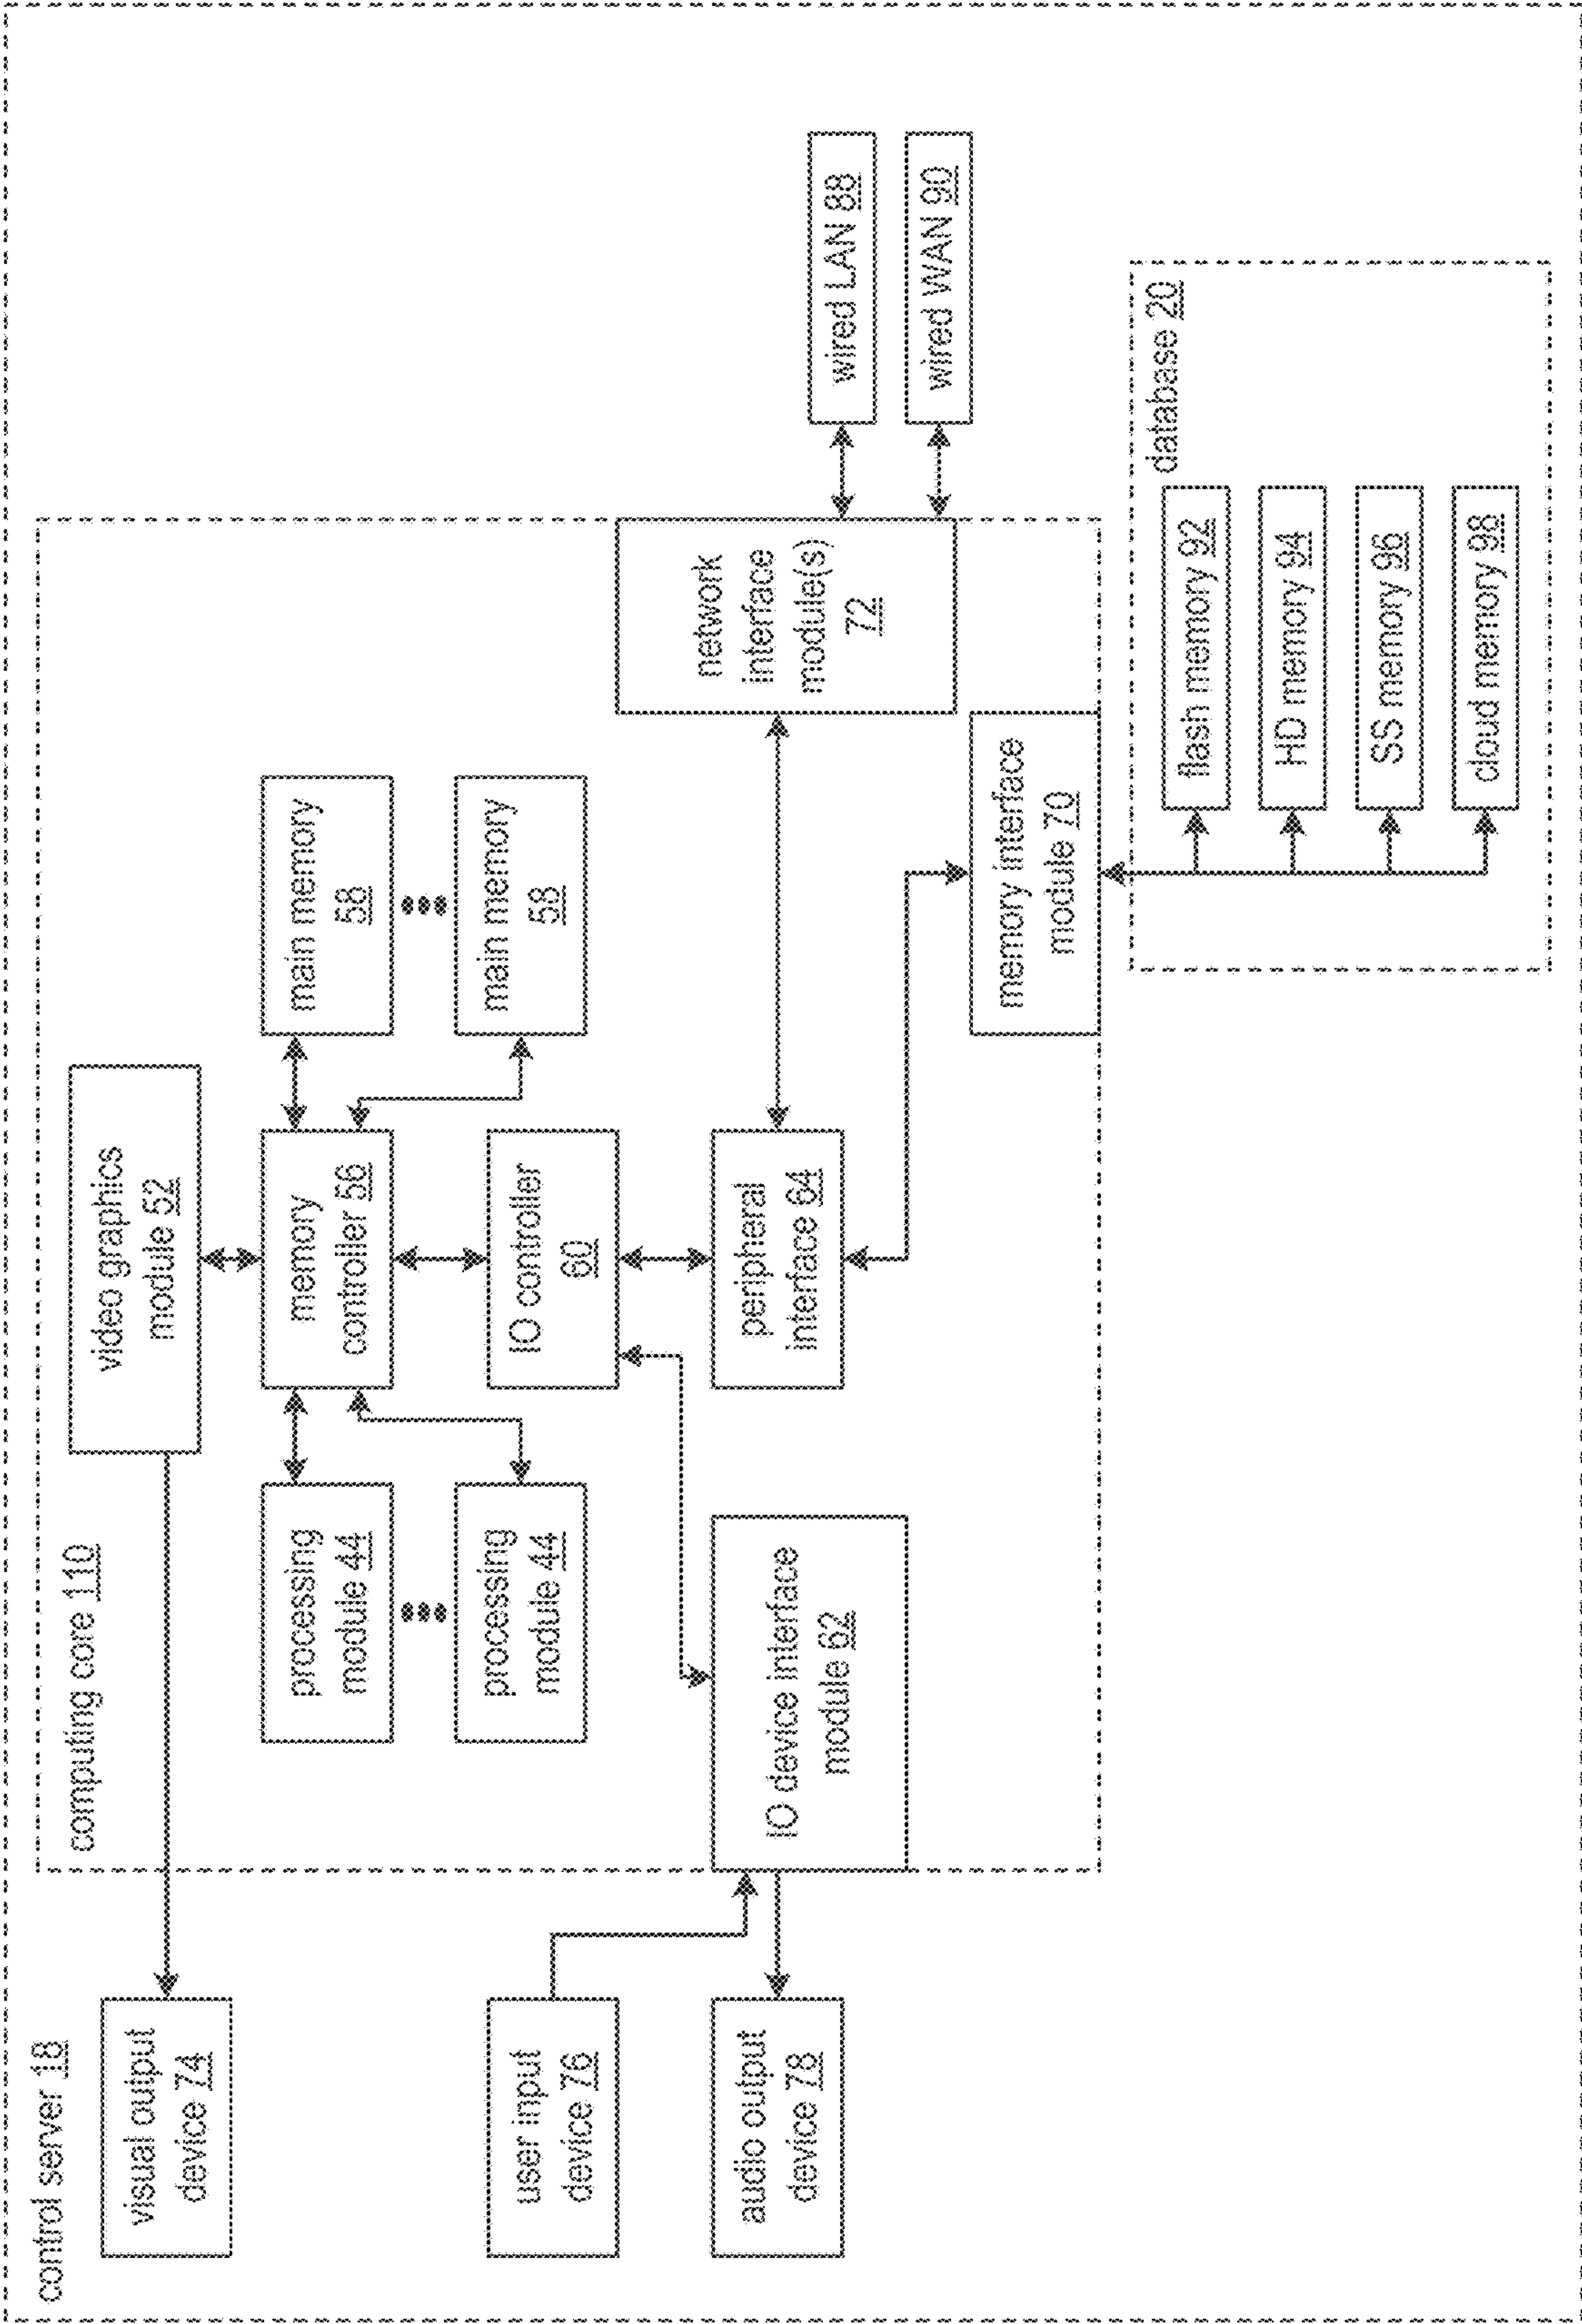 control server 18
computing core 110
visual output
device 74
video graphics
module 52
processing
module 44
memory
controller 56
main memory
58
processing
module 44
main memory
58
user input
device 76
IO controller
60
audio output
device 78
IO device interface
module 62
peripheral
interface 64
network
interface
module(s)
72
wired LAN 88
wired WAN 90
memory interface
module 70
database 20
flash memory 92
HD memory 94
SS memory 96
cloud memory 98